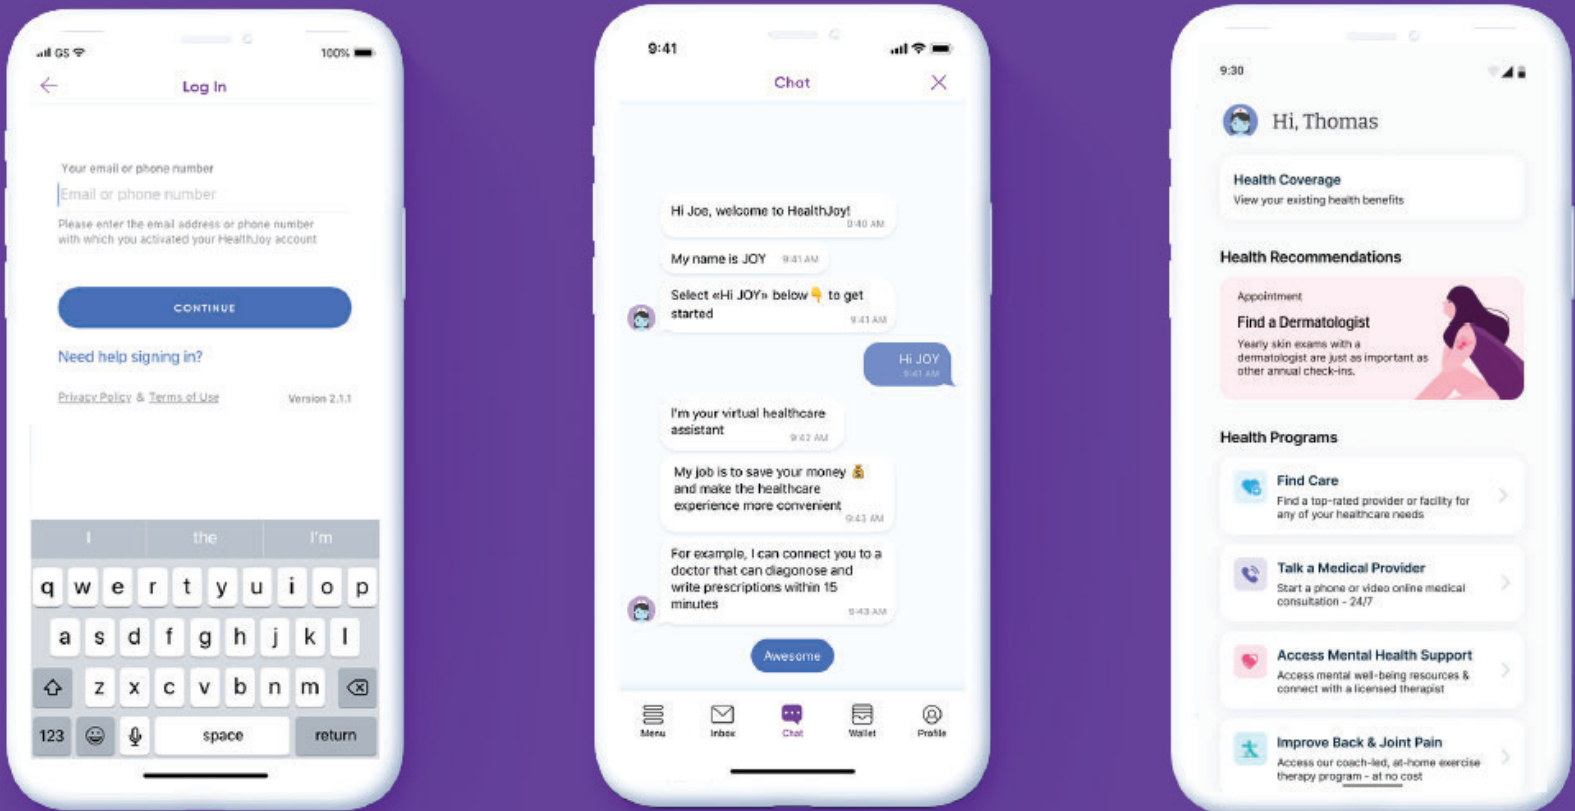 GS
100%
Log In
Your email or phone number
Email or phone number
Please enter the email address or phone number
with which you activated your HealthJoy account
CONTINUE
Need help signing in?
Privacy Policy & Terms of Use
Version 2.1.1
I the I'm
q w e r t y u i o p
a s d f g h j k l
z x c v b n m
123 space return
9:41
Chat
Hi Joe, welcome to HealthJoy!
9:40 AM
My name is JOY 9:41 AM
Select «Hi JOY» below 👇 to get
started 9:41 AM
Hi JOY
9:41 AM
I'm your virtual healthcare
assistant 9:42 AM
My job is to save your money 💰
and make the healthcare
experience more convenient
9:43 AM
For example, I can connect you to a
doctor that can diagonose and
write prescriptions within 15
minutes 9:43 AM
Awesome
Menu Inbox Chat Wallet Profile
9:30
Hi, Thomas
Health Coverage
View your existing health benefits
Health Recommendations
Appointment
Find a Dermatologist
Yearly skin exams with a
dermatologist are just as important as
other annual check-ins.
Health Programs
Find Care
Find a top-rated provider or facility for
any of your healthcare needs
Talk a Medical Provider
Start a phone or video online medical
consultation - 24/7
Access Mental Health Support
Access mental well-being resources &
connect with a licensed therapist
Improve Back & Joint Pain
Access our coach-led, at-home exercise
therapy program - at no cost